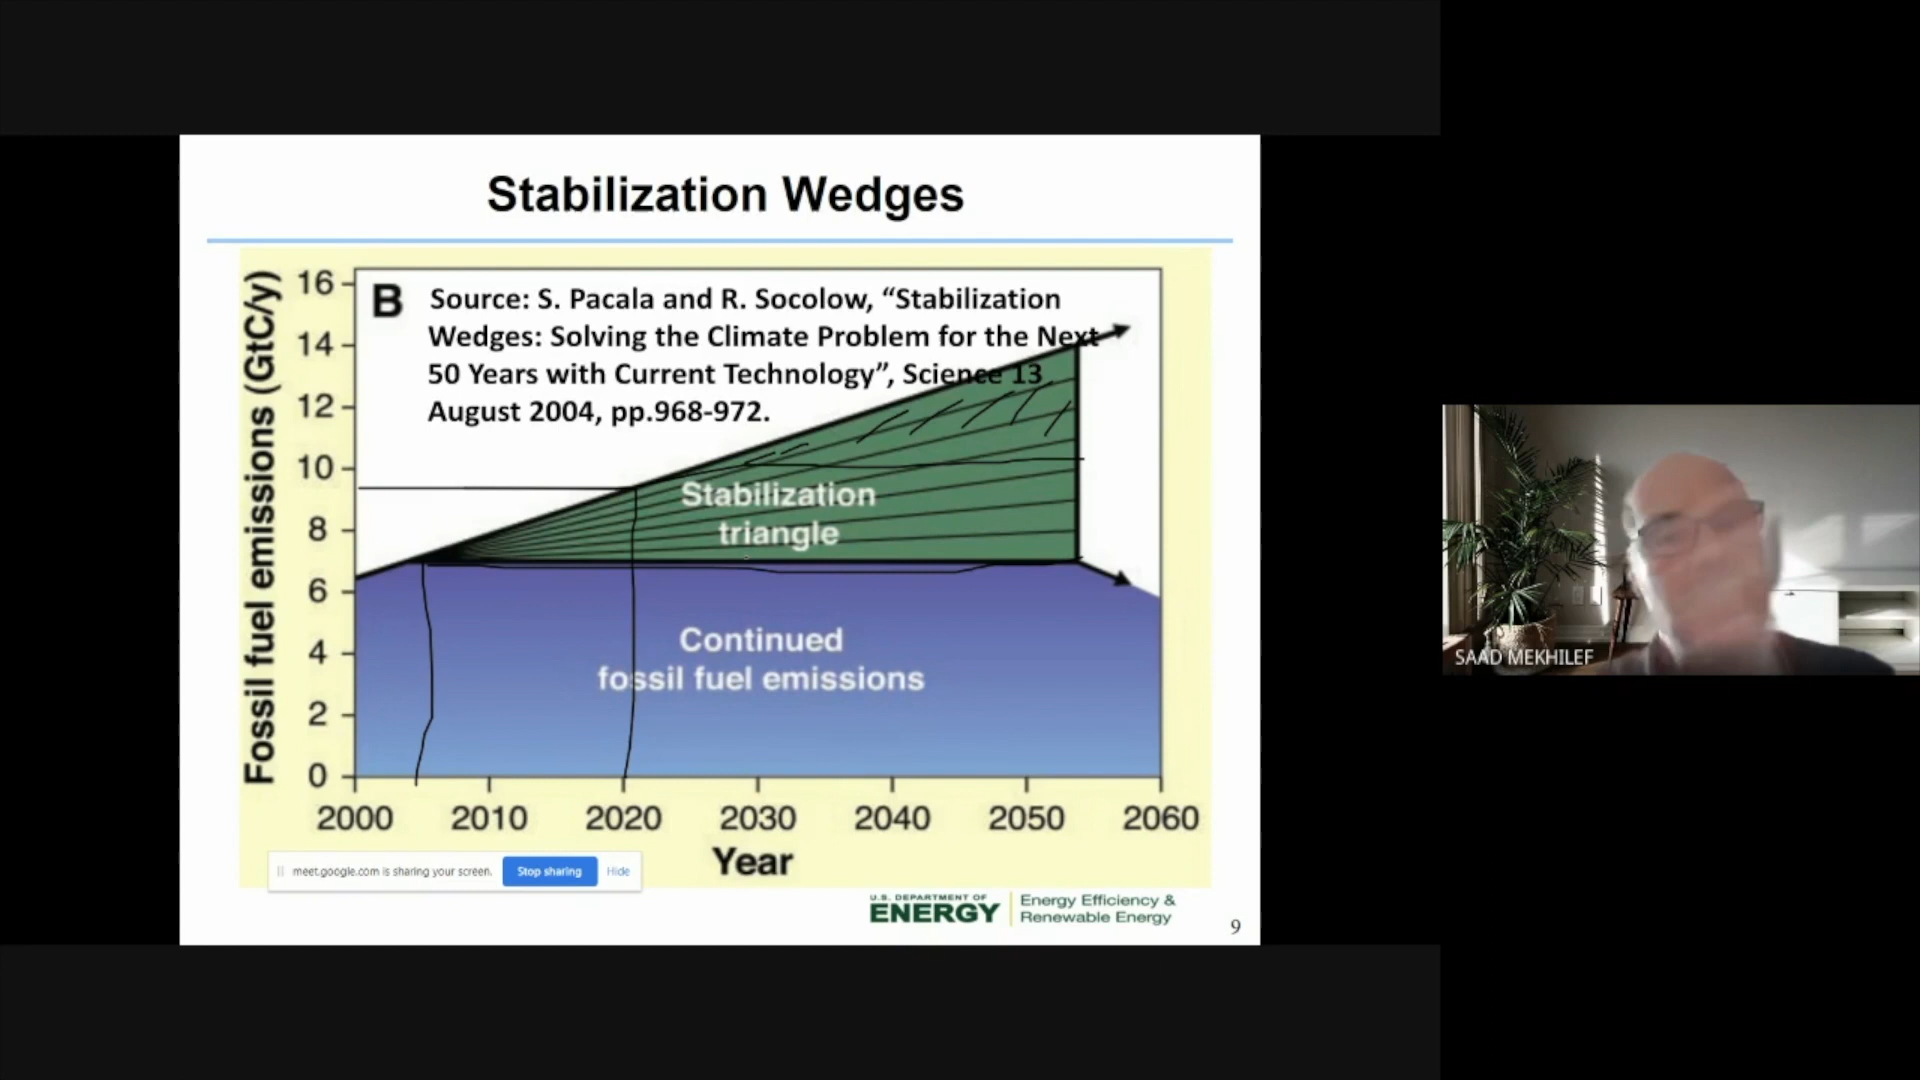 Stabilization Wedges
B
Source: S. Pacala and R. Socolow, “Stabilization
Wedges: Solving the Climate Problem for the Next
50 Years with Current Technology”, Science 13
August 2004, pp.968-972.
Fossil fuel emissions (GtC/y)
16
14
12
10
8
6
4
2
0
Stabilization
triangle
Continued
fossil fuel emissions
2000 2010 2020 2030 2040 2050 2060
Year
meet.google.com is sharing your screen. Stop sharing Hide
U.S. DEPARTMENT OF
ENERGY
Energy Efficiency &
Renewable Energy
9
SAAD MEKHILEF